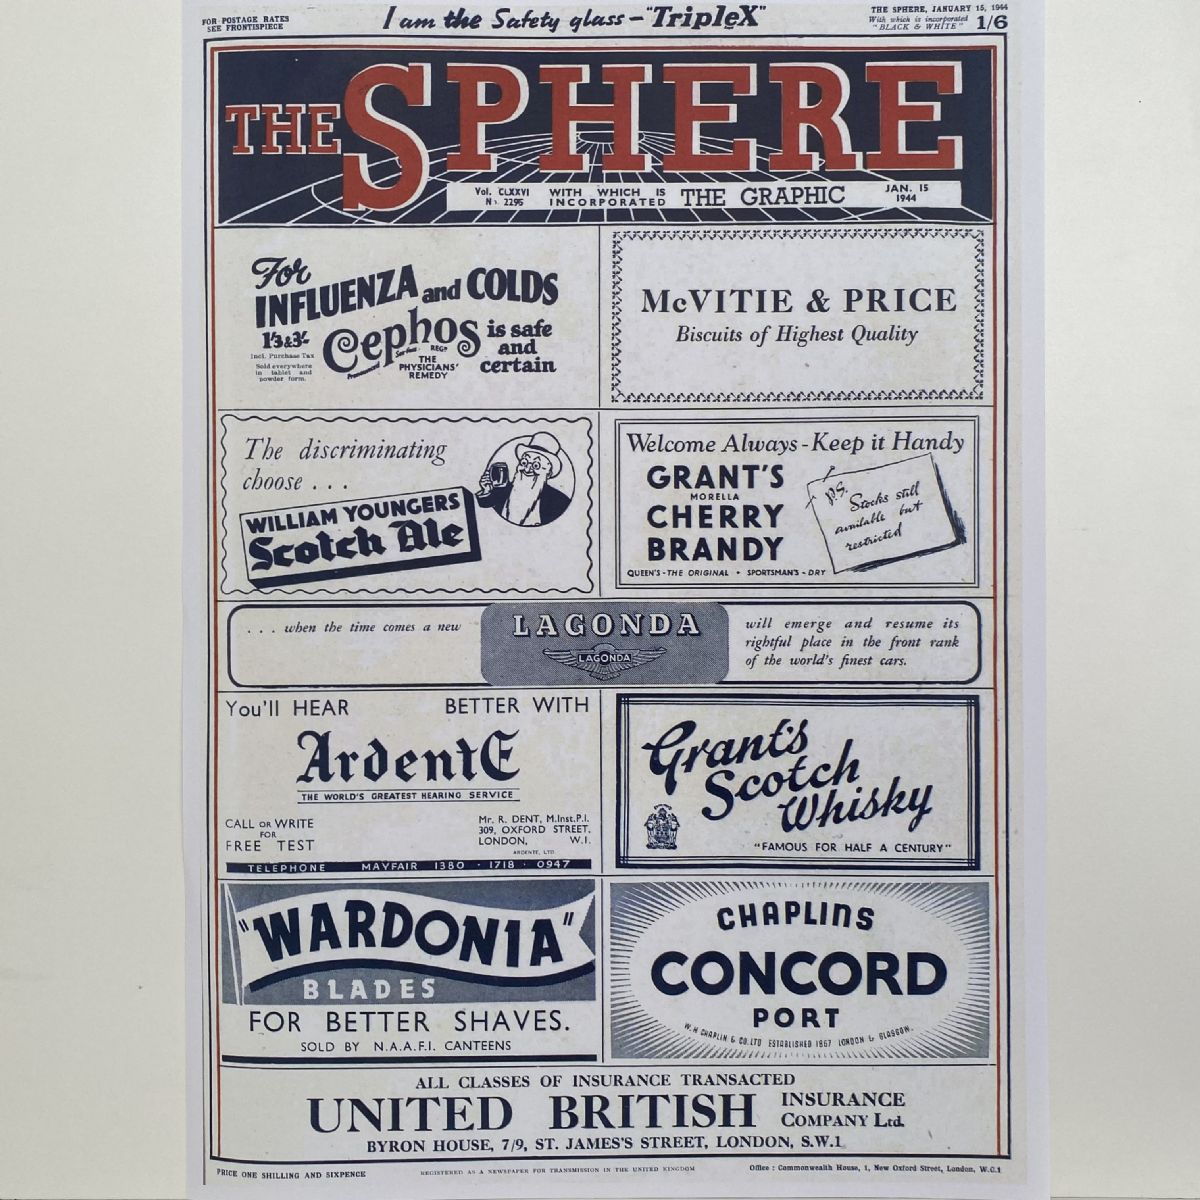 FOR POSTAGE RATES
SEE FRONTISPIECE
I am the Safety glass - "TripleX"
THE SPHERE, JANUARY 15, 1944
With which is incorporated
"BLACK & WHITE"
1/6
THE SPHERE
Vol. CLXXVI
No. 2295
WITH WHICH IS
INCORPORATED
THE GRAPHIC
JAN. 15
1944
For
INFLUENZA and COLDS
1'3 & 3/-
Incl. Purchase Tax
Sold everywhere
in tablet and
powder form.
Cephos
REGD
THE
PHYSICIANS'
REMEDY
is safe
and
certain
McVITIE & PRICE
Biscuits of Highest Quality
The discriminating
choose . . .
WILLIAM YOUNGERS
Scotch Ale
Welcome Always - Keep it Handy
GRANT'S
MORELLA
CHERRY
BRANDY
QUEEN'S - THE ORIGINAL • SPORTSMAN'S - DRY
P.S.
Stocks still
available but
restricted
. . . when the time comes a new
LAGONDA
LAGONDA
will emerge and resume its
rightful place in the front rank
of the world's finest cars.
You'll HEAR BETTER WITH
ArdentE
THE WORLD'S GREATEST HEARING SERVICE
CALL OR WRITE
FOR
FREE TEST
Mr. R. DENT, M.Inst.P.I.
309, OXFORD STREET,
LONDON, W.I.
ARDENTE, LTD.
TELEPHONE MAYFAIR 1380 · 1718 · 0947
Grant's
Scotch
Whisky
"FAMOUS FOR HALF A CENTURY"
"WARDONIA"
BLADES
FOR BETTER SHAVES.
SOLD BY N.A.A.F.I. CANTEENS
CHAPLINS
CONCORD
PORT
W. H CHAPLIN & CO. LTD ESTABLISHED 1867 LONDON & GLASGOW.
ALL CLASSES OF INSURANCE TRANSACTED
UNITED BRITISH INSURANCE
COMPANY Ltd.
BYRON HOUSE, 7/9, ST. JAMES'S STREET, LONDON, S.W.1
PRICE ONE SHILLING AND SIXPENCE
REGISTERED AS A NEWSPAPER FOR TRANSMISSION IN THE UNITED KINGDOM
Office : Commonwealth House, 1, New Oxford Street, London, W.C.1